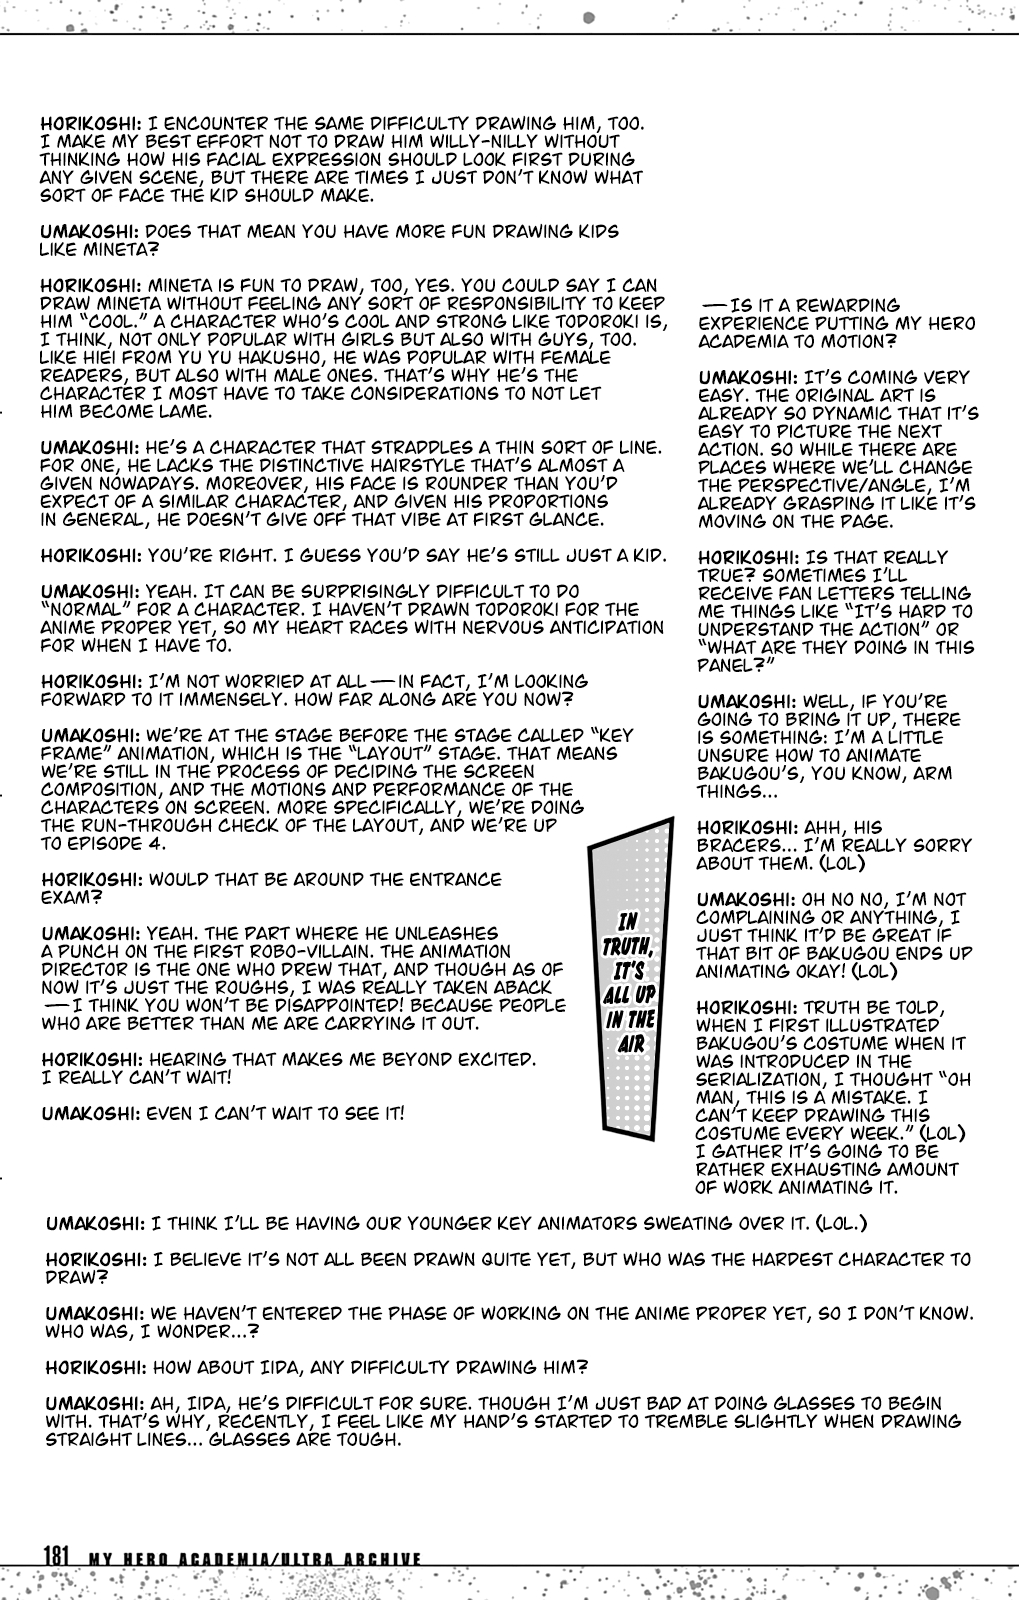 HORIKOSHI: I ENCOUNTER THE SAME DIFFICULTY DRAWING HIM, TOO.
I MAKE MY BEST EFFORT NOT TO DRAW HIM WILLY-NILLY WITHOUT
THINKING HOW HIS FACIAL EXPRESSION SHOULD LOOK FIRST DURING
ANY GIVEN SCENE, BUT THERE ARE TIMES I JUST DON'T KNOW WHAT
SORT OF FACE THE KID SHOULD MAKE.
UMAKOSHI: DOES THAT MEAN YOU HAVE MORE FUN DRAWING KIDS
LIKE MINETA?
HORIKOSHI: MINETA IS FUN TO DRAW, TOO, YES. YOU COULD SAY I CAN
DRAW MINETA WITHOUT FEELING ANY SORT OF RESPONSIBILITY TO KEEP
HIM "COOL." A CHARACTER WHO'S COOL AND STRONG LIKE TODOROKI IS,
I THINK, NOT ONLY POPULAR WITH GIRLS BUT ALSO WITH GUYS, TOO.
LIKE HIEI FROM YU YU HAKUSHO, HE WAS POPULAR WITH FEMALE
READERS, BUT ALSO WITH MALE ONES. THAT'S WHY HE'S THE
CHARACTER I MOST HAVE TO TAKE CONSIDERATIONS TO NOT LET
HIM BECOME LAME.
UMAKOSHI: HE'S A CHARACTER THAT STRADDLES A THIN SORT OF LINE.
FOR ONE, HE LACKS THE DISTINCTIVE HAIRSTYLE THAT'S ALMOST A
GIVEN NOWADAYS. MOREOVER, HIS FACE IS ROUNDER THAN YOU'D
EXPECT OF A SIMILAR CHARACTER, AND GIVEN HIS PROPORTIONS
IN GENERAL, HE DOESN'T GIVE OFF THAT VIBE AT FIRST GLANCE.
HORIKOSHI: YOU'RE RIGHT. I GUESS YOU'D SAY HE'S STILL JUST A KID.
UMAKOSHI: YEAH. IT CAN BE SURPRISINGLY DIFFICULT TO DO
"NORMAL" FOR A CHARACTER. I HAVEN'T DRAWN TODOROKI FOR THE
ANIME PROPER YET, SO MY HEART RACES WITH NERVOUS ANTICIPATION
FOR WHEN I HAVE TO.
HORIKOSHI: I'M NOT WORRIED AT ALL—IN FACT, I'M LOOKING
FORWARD TO IT IMMENSELY. HOW FAR ALONG ARE YOU NOW?
UMAKOSHI: WE'RE AT THE STAGE BEFORE THE STAGE CALLED "KEY
FRAME" ANIMATION, WHICH IS THE "LAYOUT" STAGE. THAT MEANS
WE'RE STILL IN THE PROCESS OF DECIDING THE SCREEN
COMPOSITION, AND THE MOTIONS AND PERFORMANCE OF THE
CHARACTERS ON SCREEN. MORE SPECIFICALLY, WE'RE DOING
THE RUN-THROUGH CHECK OF THE LAYOUT, AND WE'RE UP
TO EPISODE 4.
HORIKOSHI: WOULD THAT BE AROUND THE ENTRANCE
EXAM?
UMAKOSHI: YEAH. THE PART WHERE HE UNLEASHES
A PUNCH ON THE FIRST ROBO-VILLAIN. THE ANIMATION
DIRECTOR IS THE ONE WHO DREW THAT, AND THOUGH AS OF
NOW IT'S JUST THE ROUGHS, I WAS REALLY TAKEN ABACK
—I THINK YOU WON'T BE DISAPPOINTED! BECAUSE PEOPLE
WHO ARE BETTER THAN ME ARE CARRYING IT OUT.
HORIKOSHI: HEARING THAT MAKES ME BEYOND EXCITED.
I REALLY CAN'T WAIT!
UMAKOSHI: EVEN I CAN'T WAIT TO SEE IT!
IN
TRUTH,
IT'S
ALL UP
IN THE
AIR
—IS IT A REWARDING
EXPERIENCE PUTTING MY HERO
ACADEMIA TO MOTION?
UMAKOSHI: IT'S COMING VERY
EASY. THE ORIGINAL ART IS
ALREADY SO DYNAMIC THAT IT'S
EASY TO PICTURE THE NEXT
ACTION. SO WHILE THERE ARE
PLACES WHERE WE'LL CHANGE
THE PERSPECTIVE/ANGLE, I'M
ALREADY GRASPING IT LIKE IT'S
MOVING ON THE PAGE.
HORIKOSHI: IS THAT REALLY
TRUE? SOMETIMES I'LL
RECEIVE FAN LETTERS TELLING
ME THINGS LIKE "IT'S HARD TO
UNDERSTAND THE ACTION" OR
"WHAT ARE THEY DOING IN THIS
PANEL?"
UMAKOSHI: WELL, IF YOU'RE
GOING TO BRING IT UP, THERE
IS SOMETHING: I'M A LITTLE
UNSURE HOW TO ANIMATE
BAKUGOU'S, YOU KNOW, ARM
THINGS...
HORIKOSHI: AHH, HIS
BRACERS... I'M REALLY SORRY
ABOUT THEM. (LOL)
UMAKOSHI: OH NO NO, I'M NOT
COMPLAINING OR ANYTHING, I
JUST THINK IT'D BE GREAT IF
THAT BIT OF BAKUGOU ENDS UP
ANIMATING OKAY! (LOL)
HORIKOSHI: TRUTH BE TOLD,
WHEN I FIRST ILLUSTRATED
BAKUGOU'S COSTUME WHEN IT
WAS INTRODUCED IN THE
SERIALIZATION, I THOUGHT "OH
MAN, THIS IS A MISTAKE. I
CAN'T KEEP DRAWING THIS
COSTUME EVERY WEEK." (LOL)
I GATHER IT'S GOING TO BE
RATHER EXHAUSTING AMOUNT
OF WORK ANIMATING IT.
UMAKOSHI: I THINK I'LL BE HAVING OUR YOUNGER KEY ANIMATORS SWEATING OVER IT. (LOL.)
HORIKOSHI: I BELIEVE IT'S NOT ALL BEEN DRAWN QUITE YET, BUT WHO WAS THE HARDEST CHARACTER TO
DRAW?
UMAKOSHI: WE HAVEN'T ENTERED THE PHASE OF WORKING ON THE ANIME PROPER YET, SO I DON'T KNOW.
WHO WAS, I WONDER...?
HORIKOSHI: HOW ABOUT IIDA, ANY DIFFICULTY DRAWING HIM?
UMAKOSHI: AH, IIDA, HE'S DIFFICULT FOR SURE. THOUGH I'M JUST BAD AT DOING GLASSES TO BEGIN
WITH. THAT'S WHY, RECENTLY, I FEEL LIKE MY HAND'S STARTED TO TREMBLE SLIGHTLY WHEN DRAWING
STRAIGHT LINES... GLASSES ARE TOUGH.
181 MY HERO ACADEMIA/ULTRA ARCHIVE